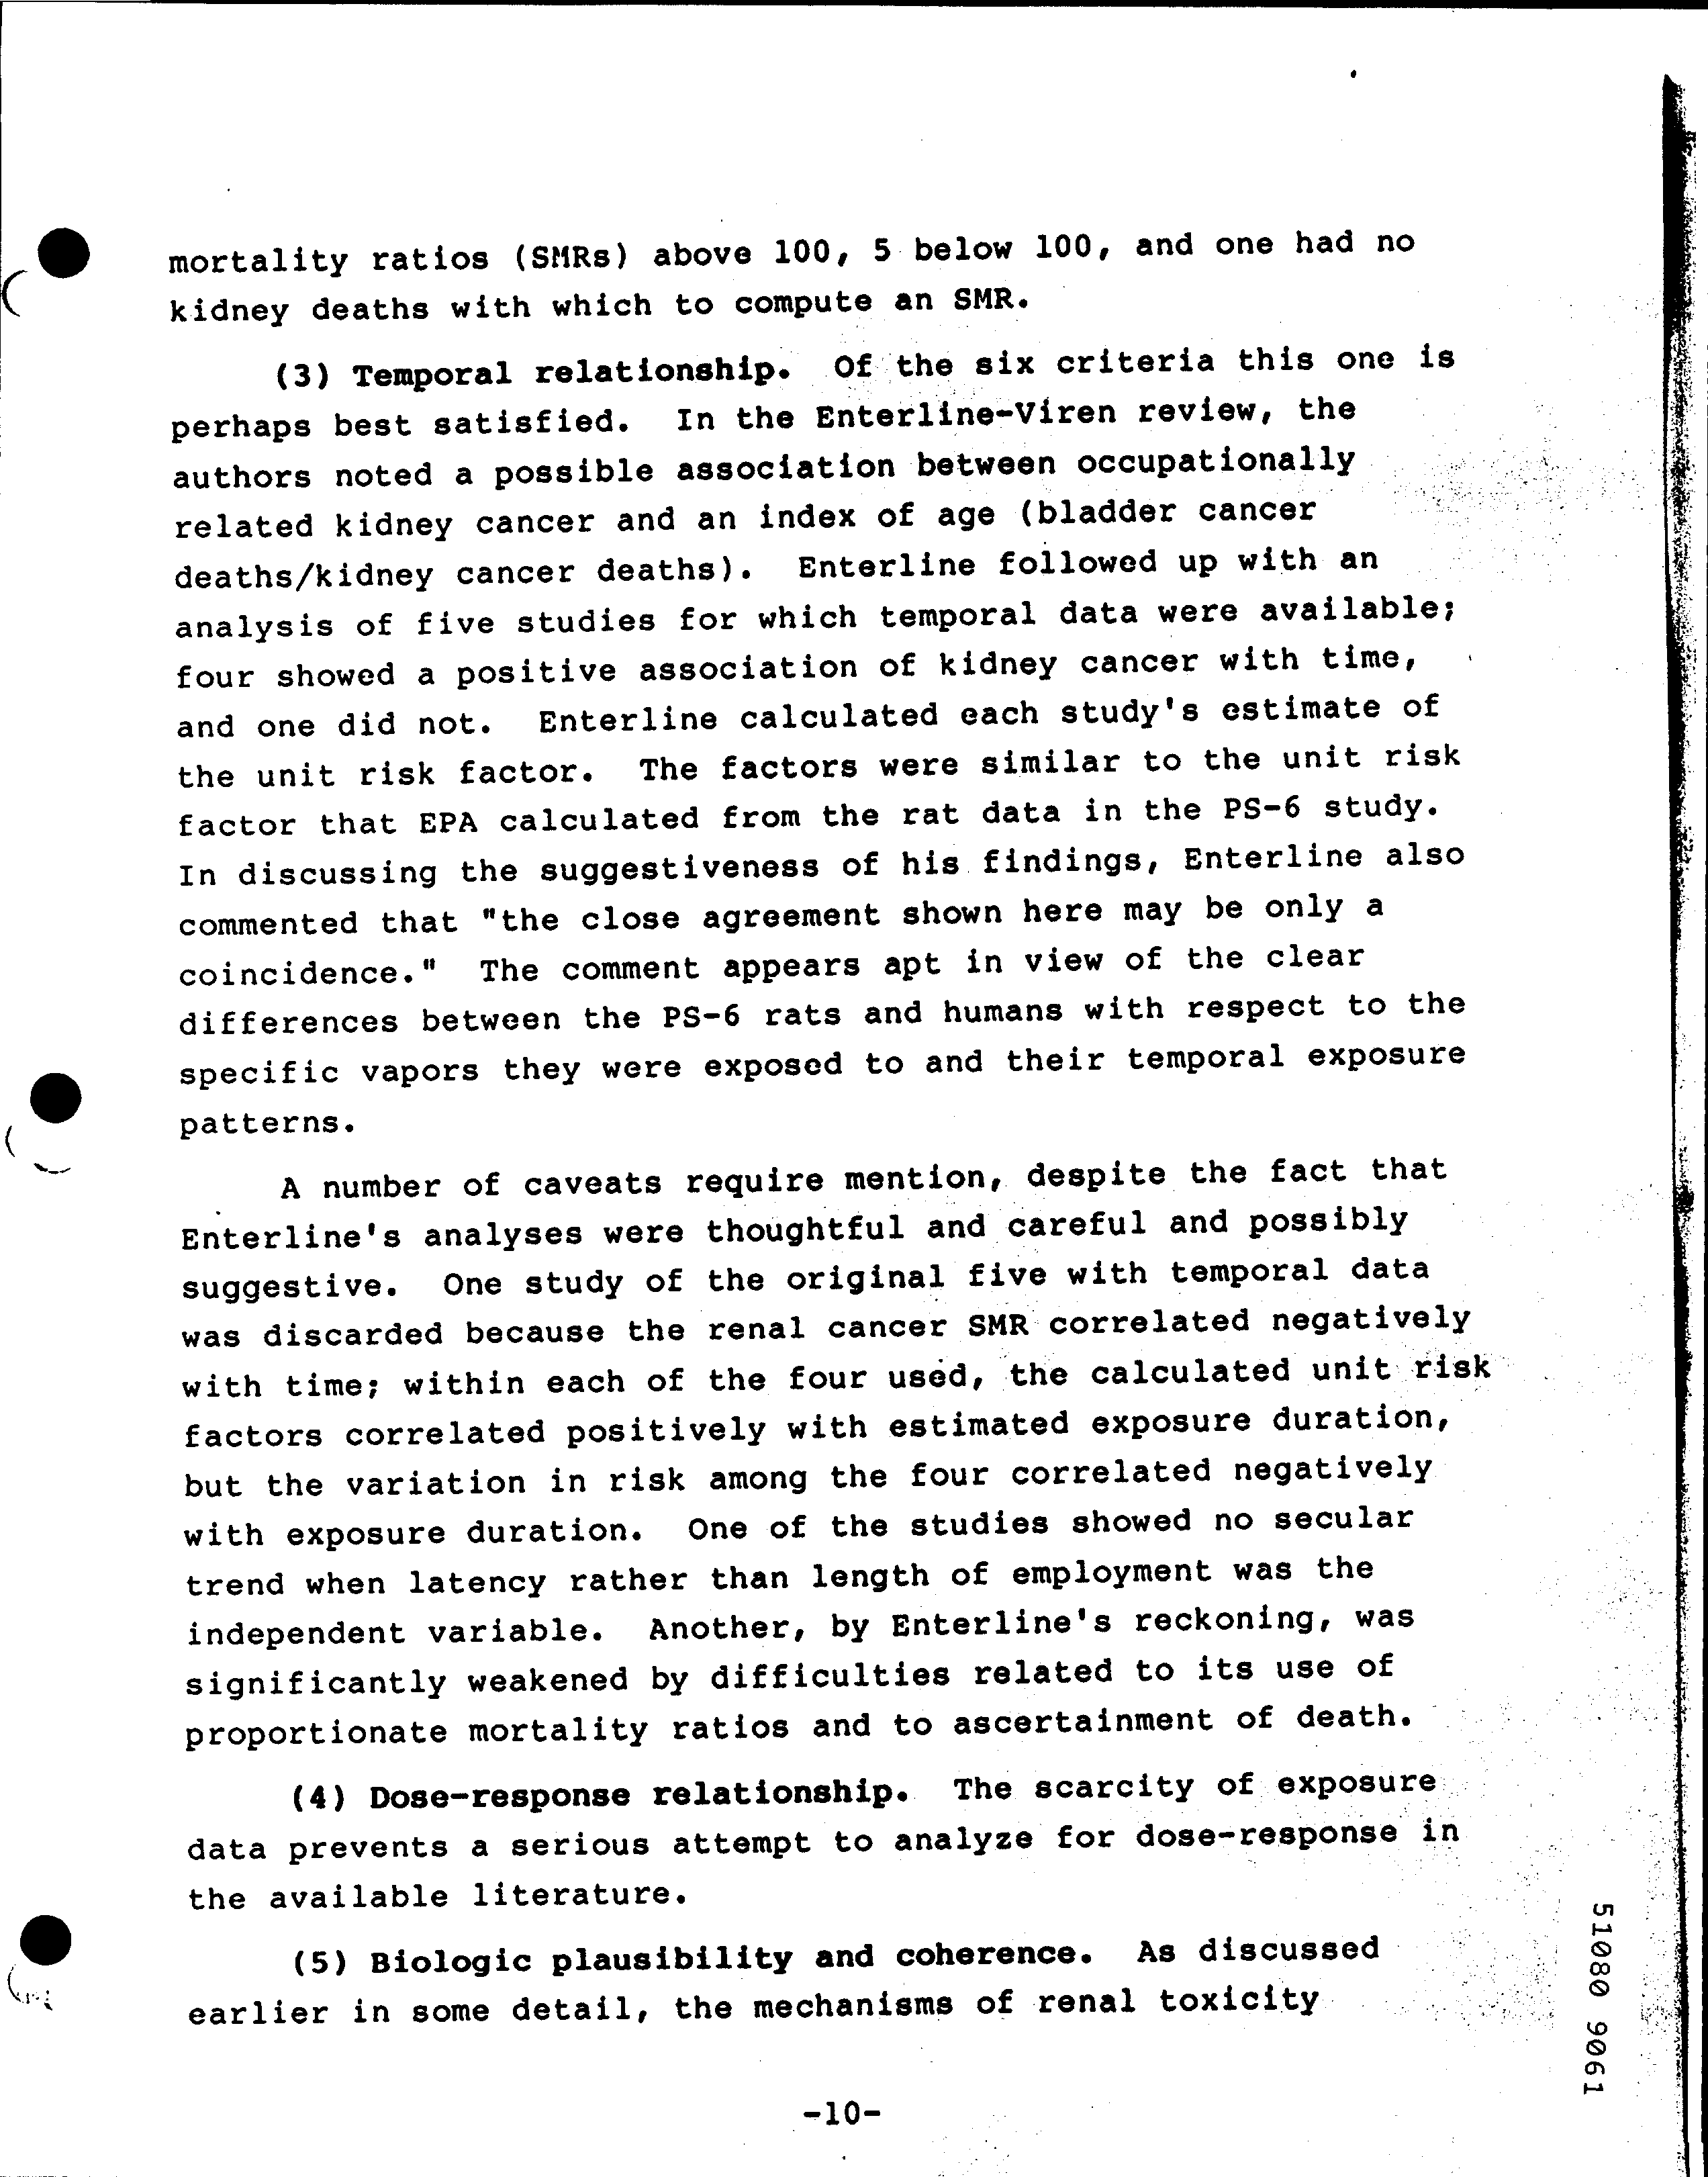 mortality ratios (SMRs) above 100, 5 below 100, and one had no
kidney deaths with which to compute an SMR.
(3) Temporal relationship. Of the six criteria this one is
perhaps best satisfied. In the Enterline-Viren review, the
authors noted a possible association between occupationally
related kidney cancer and an index of age (bladder cancer
deaths/kidney cancer deaths). Enterline followed up with an
analysis of five studies for which temporal data were available;
four showed a positive association of kidney cancer with time,
and one did not. Enterline calculated each study's estimate of
the unit risk factor. The factors were similar to the unit risk
factor that EPA calculated from the rat data in the PS-6 study.
In discussing the suggestiveness of his findings, Enterline also
commented that "the close agreement shown here may be only a
coincidence." The comment appears apt in view of the clear
differences between the PS-6 rats and humans with respect to the
specific vapors they were exposed to and their temporal exposure
patterns.
A number of caveats require mention, despite the fact that
Enterline's analyses were thoughtful and careful and possibly
suggestive. One study of the original five with temporal data
was discarded because the renal cancer SMR correlated negatively
with time; within each of the four used, the calculated unit risk
factors correlated positively with estimated exposure duration,
but the variation in risk among the four correlated negatively
with exposure duration. One of the studies showed no secular
trend when latency rather than length of employment was the
independent variable. Another, by Enterline's reckoning, was
significantly weakened by difficulties related to its use of
proportionate mortality ratios and to ascertainment of death.
(4) Dose-response relationship. The scarcity of exposure
data prevents a serious attempt to analyze for dose-response in
the available literature.
(5) Biologic plausibility and coherence. As discussed
earlier in some detail, the mechanisms of renal toxicity
-10-
51080 9061